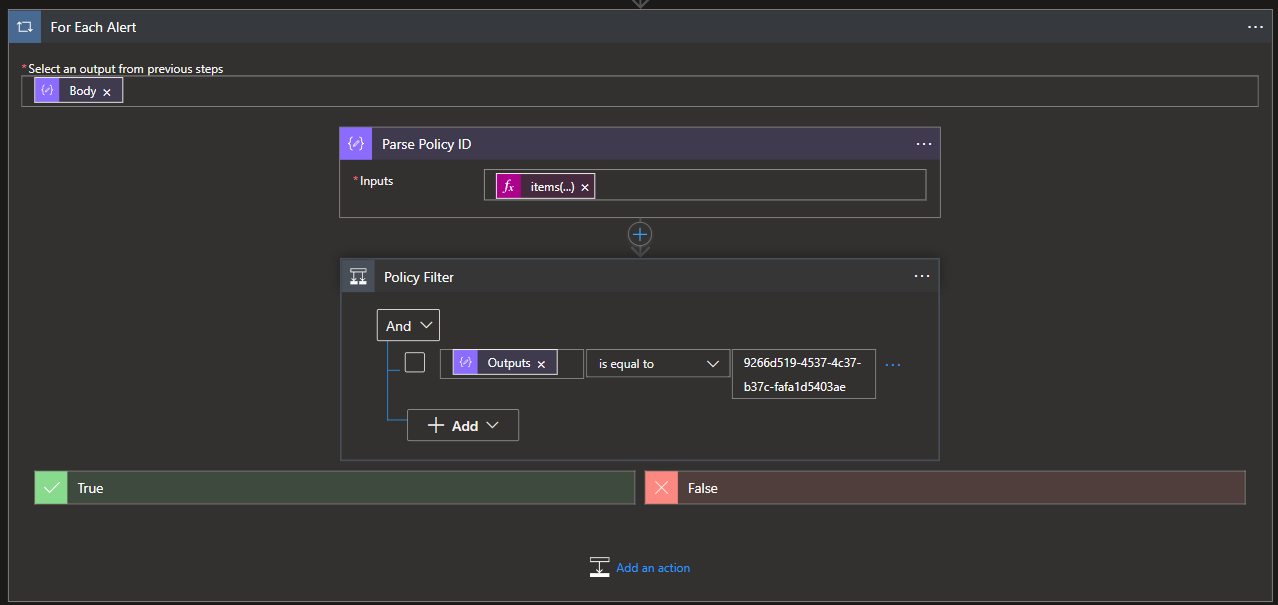 For Each Alert
* Select an output from previous steps
Body
Parse Policy ID
* Inputs
fx items(...)
Policy Filter
And
Outputs
is equal to
9266d519-4537-4c37-
b37c-fafa1d5403ae
Add
True
False
Add an action